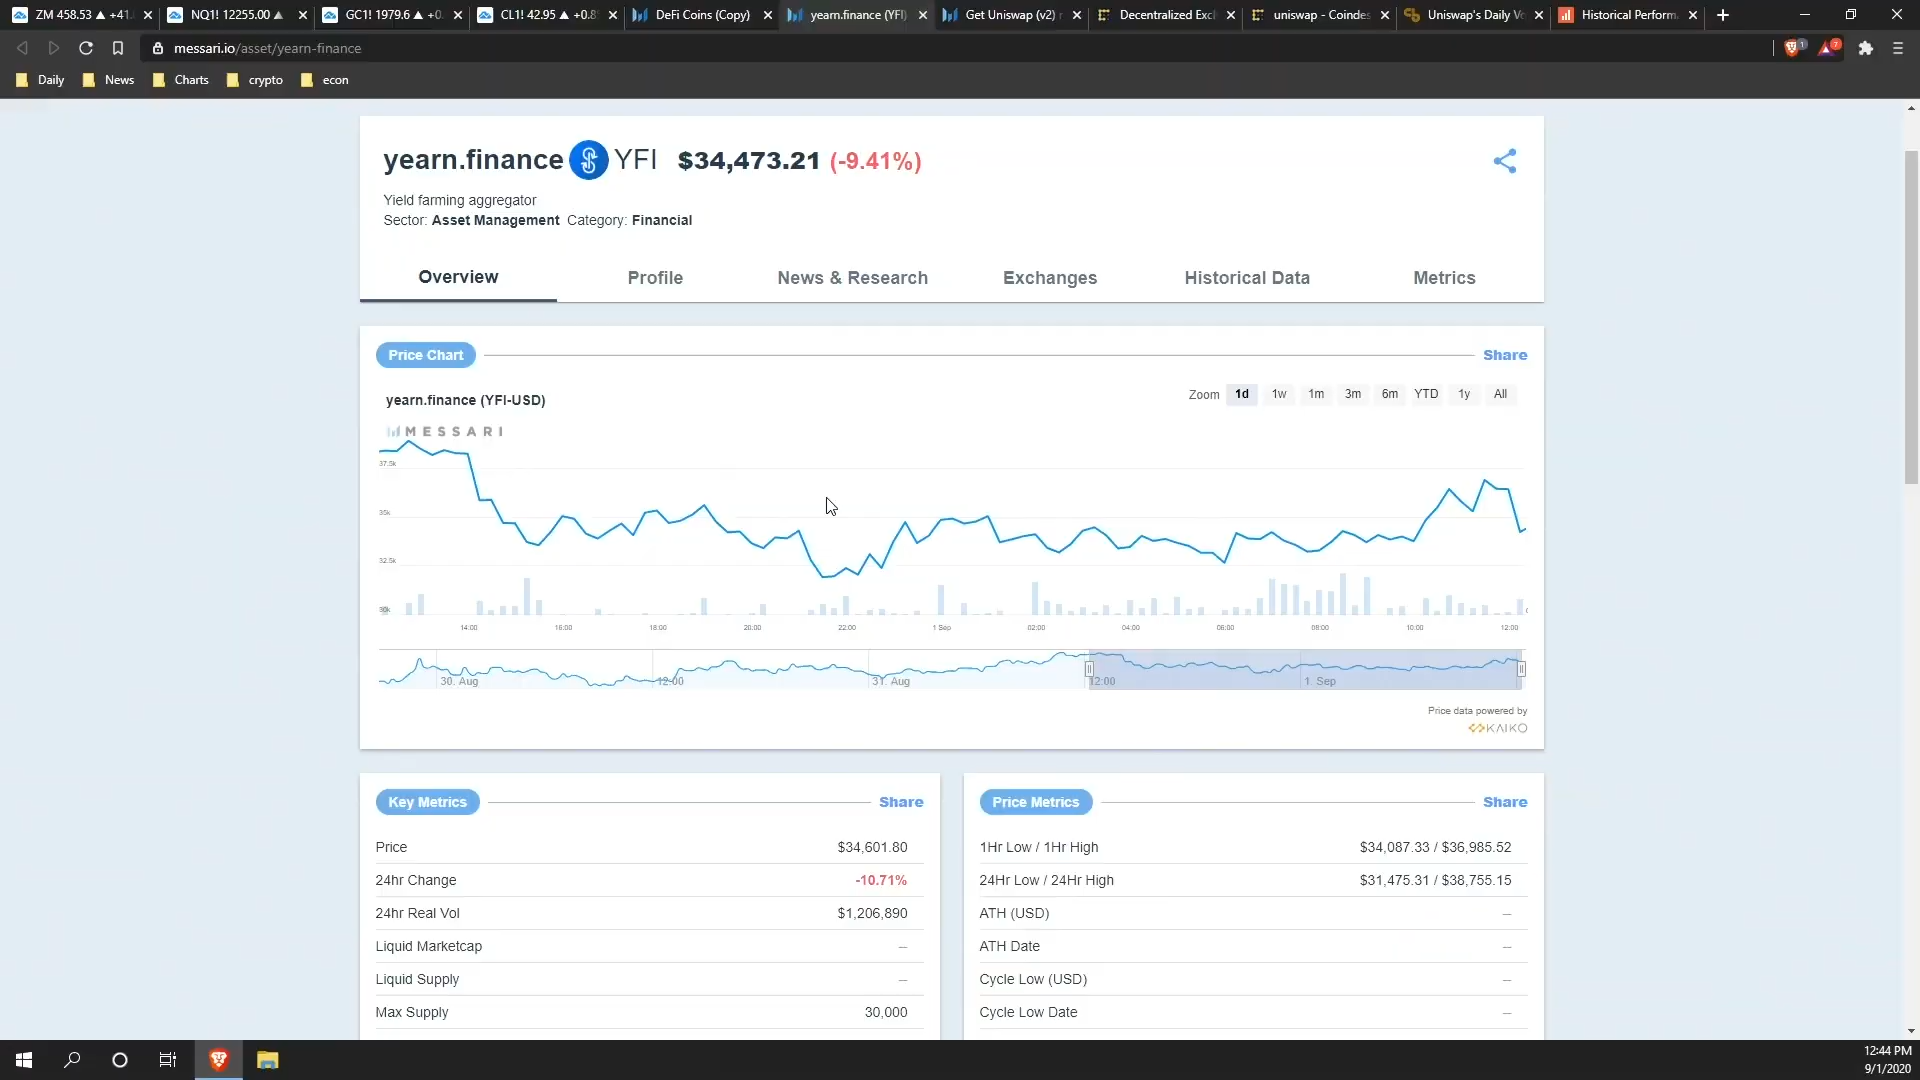 ZM 458.53 ▲ +41.
NQ1! 12255.00 ▲
GC1! 1979.6 ▲ +0.
CL1! 42.95 ▲ +0.8
DeFi Coins (Copy)
yearn.finance (YFI)
Get Uniswap (v2)
Decentralized Exc
uniswap - Coindes
Uniswap's Daily Vo
Historical Perform
messari.io/asset/yearn-finance
Daily
News
Charts
crypto
econ
yearn.finance YFI $34,473.21 (-9.41%)
Yield farming aggregator
Sector: Asset Management Category: Financial
Overview
Profile
News & Research
Exchanges
Historical Data
Metrics
Price Chart
Share
yearn.finance (YFI-USD)
Zoom 1d 1w 1m 3m 6m YTD 1y All
MESSARI
37.5k
35k
32.5k
30k
0
14:00 16:00 18:00 20:00 22:00 1 Sep 02:00 04:00 06:00 08:00 10:00 12:00
30. Aug 12:00 31. Aug 12:00 1. Sep
Price data powered by
KAIKO
Key Metrics
Share
Price $34,601.80
24hr Change -10.71%
24hr Real Vol $1,206,890
Liquid Marketcap --
Liquid Supply --
Max Supply 30,000
Price Metrics
Share
1Hr Low / 1Hr High $34,087.33 / $36,985.52
24Hr Low / 24Hr High $31,475.31 / $38,755.15
ATH (USD) --
ATH Date --
Cycle Low (USD) --
Cycle Low Date --
12:44 PM
9/1/2020